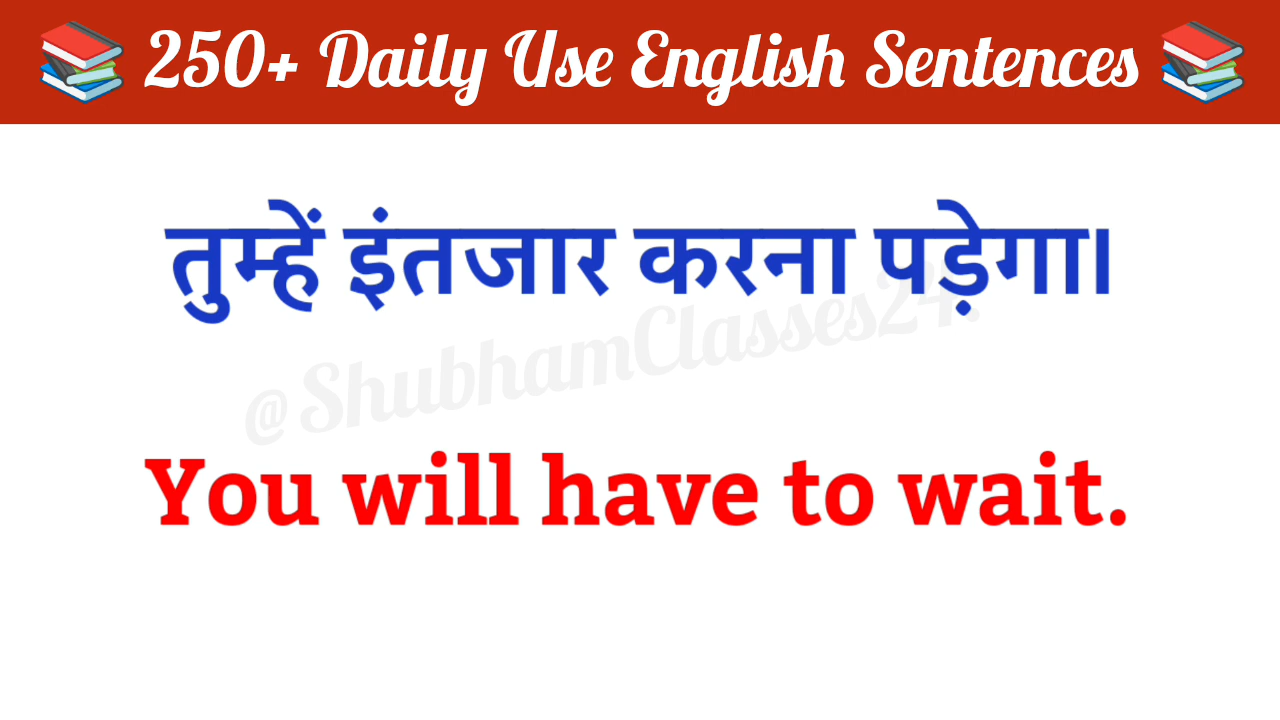 📚 250+ Daily Use English Sentences 📚
तुम्हें इंतजार करना पड़ेगा।
@ShubhamClasses24.
You will have to wait.